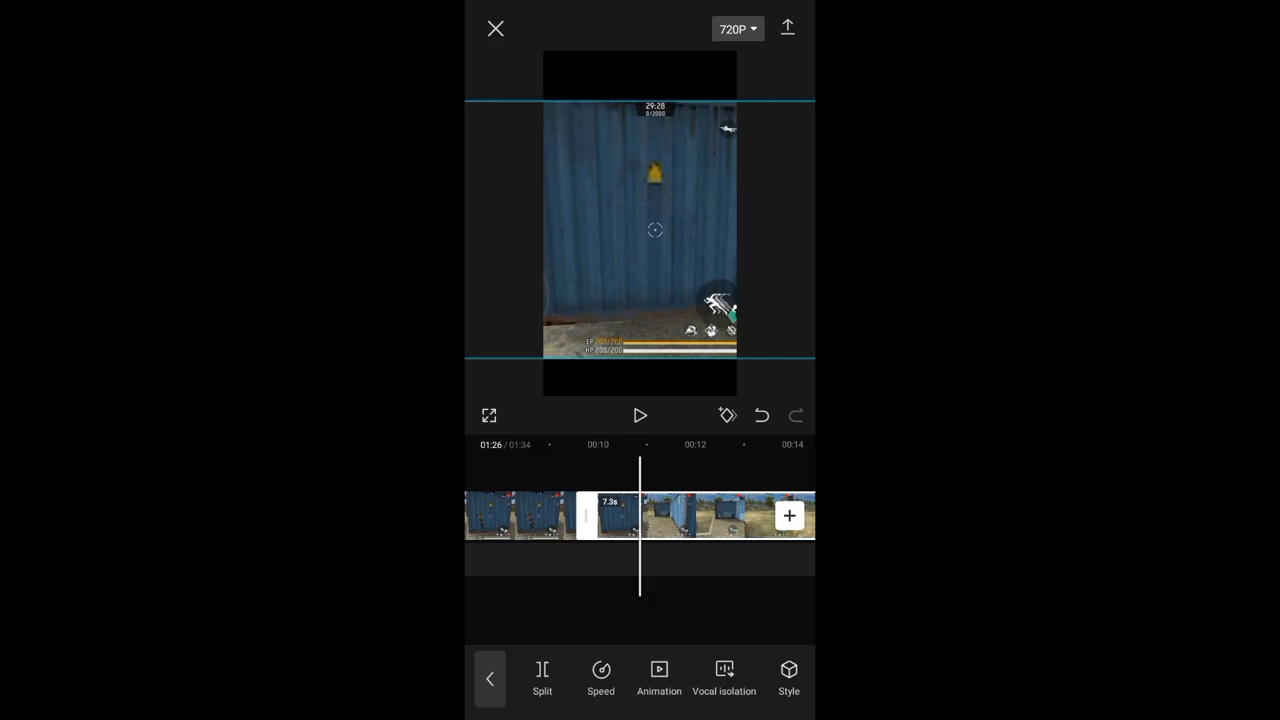 720P
29:28
0/2000
EP 200/200
HP 200/200
01:26 / 01:34
00:10
00:12
00:14
7.3s
Split
Speed
Animation
Vocal isolation
Style